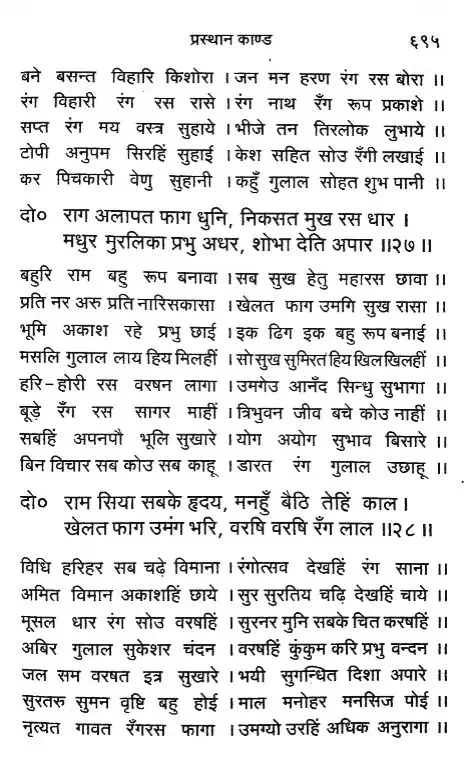 प्रस्थान काण्ड ६९५
बने बसन्त विहारि किशोरा । जन मन हरण रंग रस बोरा ।।
रंग विहारी रंग रस रासे । रंग नाथ रँग रूप प्रकाशे ।।
सप्त रंग मय वस्त्र सुहाये । भीजे तन तिरलोक लुभाये ।।
टोपी अनुपम सिरहिं सुहाई । केश सहित सोउ रँगी लखाई ।।
कर पिचकारी वेणु सुहानी । कहुँ गुलाल सोहत शुभ पानी ।।
दो० राग अलापत फाग धुनि, निकसत मुख रस धार ।
मधुर मुरलिका प्रभु अधर, शोभा देति अपार ।।२७।।
बहुरि राम बहु रूप बनावा । सब सुख हेतु महारस छावा ।।
प्रति नर अरु प्रति नारिसकासा । खेलत फाग उमगि सुख रासा ।।
भूमि अकाश रहे प्रभु छाई । इक ढिग इक बहु रूप बनाई ।।
मसलि गुलाल लाय हिय मिलहीं । सो सुख सुमिरत हिय खिलखिलहीं ।।
हरि-होरी रस वरषन लागा । उमगेउ आनँद सिन्धु सुभागा ।।
बूड़े रँग रस सागर माहीं । त्रिभुवन जीव बचे कोउ नाहीं ।।
सबहिं अपनपौ भूलि सुखारे । योग अयोग सुभाव बिसारे ।।
बिन विचार सब कोउ सब काहू । डारत रंग गुलाल उछाहू ।।
दो० राम सिया सबके हृदय, मनहुँ बैठि तेहिं काल ।
खेलत फाग उमंग भरि, वरषि वरषि रँग लाल ।।२८।।
विधि हरिहर सब चढ़े विमाना । रंगोत्सव देखहिं रंग साना ।।
अमित विमान अकाशहिं छाये । सुर सुरतिय चढ़ि देखहिं चाये ।।
मूसल धार रंग सोउ वरषहिं । सुरनर मुनि सबके चित करषहिं ।।
अबिर गुलाल सुकेशर चंदन । वरषहिं कुंकुम करि प्रभु वन्दन ।।
जल सम वरषत इत्र सुखारे । भयी सुगन्धित दिशा अपारे ।।
सुरतरु सुमन वृष्टि बहु होई । माल मनोहर मनसिज पोई ।।
नृत्यत गावत रँगरस फागा । उमग्यो उरहिं अधिक अनुरागा ।।